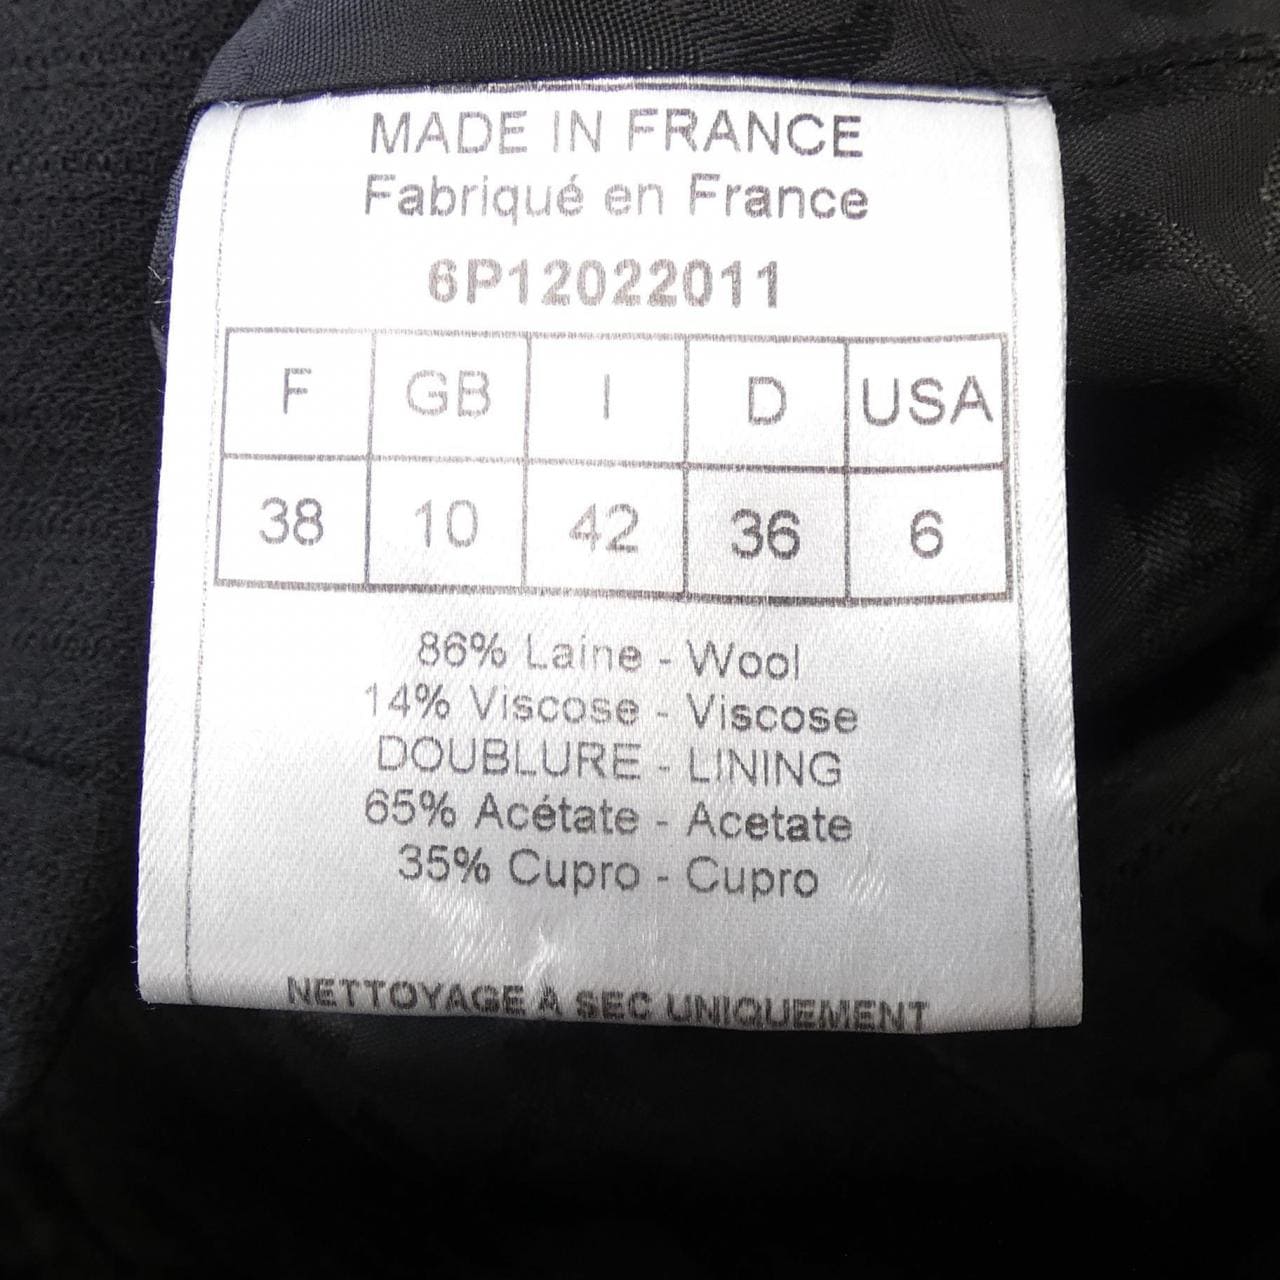 MADE IN FRANCE
Fabriqué en France
6P12022011
F GB I D USA
38 10 42 36 6
86% Laine - Wool
14% Viscose - Viscose
DOUBLURE - LINING
65% Acétate - Acetate
35% Cupro - Cupro
NETTOYAGE A SEC UNIQUEMENT